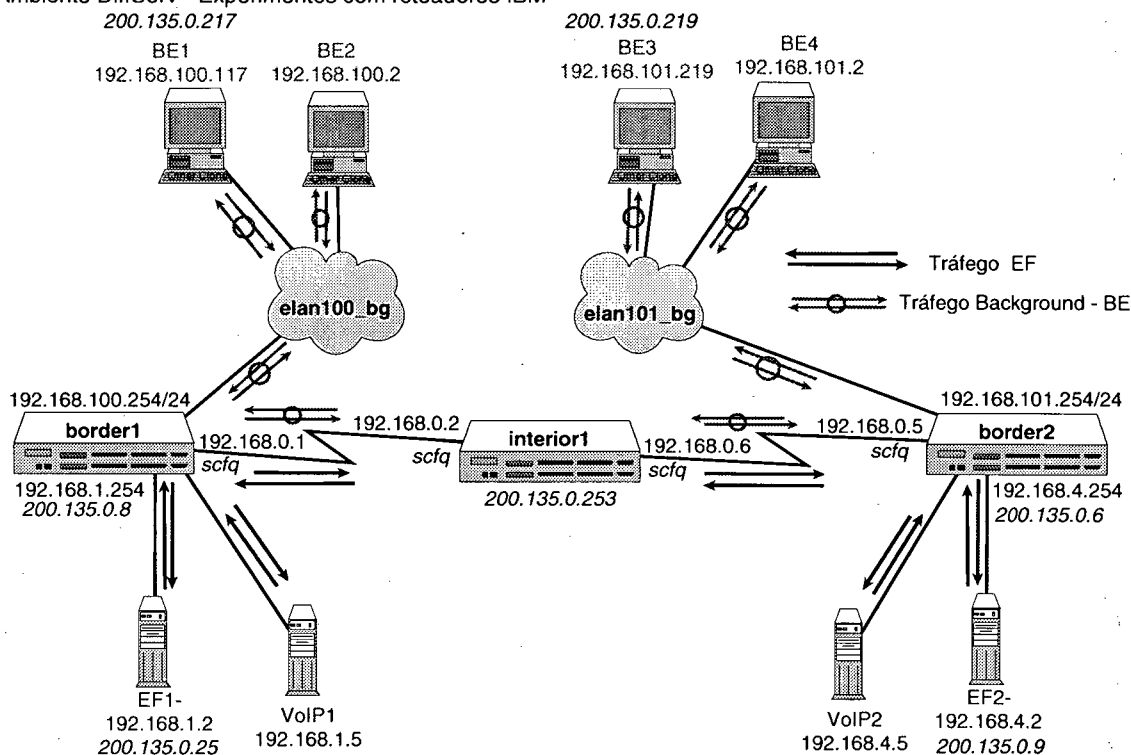 200.135.0.217
BE1
192.168.100.117
BE2
192.168.100.2
200.135.0.219
BE3
192.168.101.219
BE4
192.168.101.2
elan100_bg
elan101_bg
Tráfego EF
Tráfego Background - BE
192.168.100.254/24
border1
192.168.0.1
scfq
192.168.0.2
interior1
192.168.0.6
scfq
200.135.0.253
192.168.101.254/24
192.168.0.5
scfq
border2
192.168.1.254
200.135.0.8
192.168.4.254
200.135.0.6
EF1-
192.168.1.2
200.135.0.25
VoIP1
192.168.1.5
VoIP2
192.168.4.5
EF2-
192.168.4.2
200.135.0.9